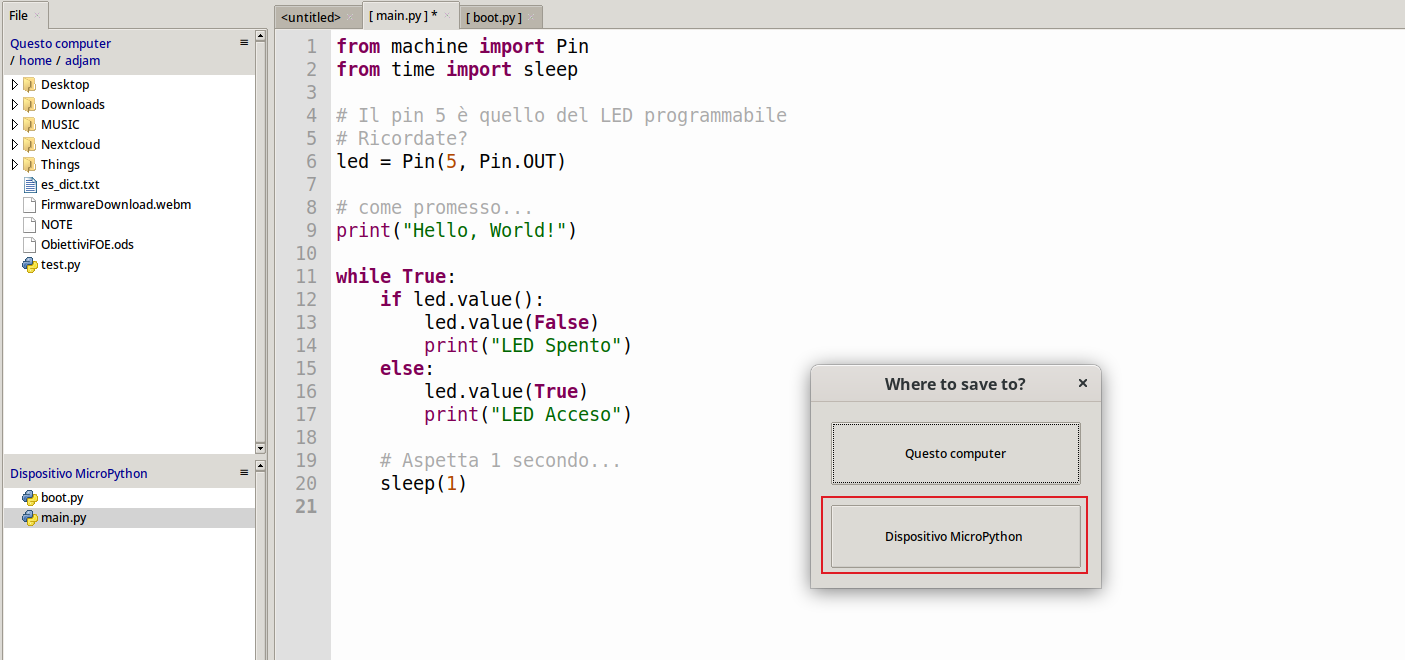 File
Questo computer
/ home / adjam
Desktop
Downloads
MUSIC
Nextcloud
Things
es_dict.txt
FirmwareDownload.webm
NOTE
ObiettiviFOE.ods
test.py
Dispositivo MicroPython
boot.py
main.py
<untitled>
[ main.py ] *
[ boot.py ]
1 from machine import Pin
2 from time import sleep
3
4 # Il pin 5 è quello del LED programmabile
5 # Ricordate?
6 led = Pin(5, Pin.OUT)
7
8 # come promesso...
9 print("Hello, World!")
10
11 while True:
12     if led.value():
13         led.value(False)
14         print("LED Spento")
15     else:
16         led.value(True)
17         print("LED Acceso")
18
19     # Aspetta 1 secondo...
20     sleep(1)
21
Where to save to?
Questo computer
Dispositivo MicroPython